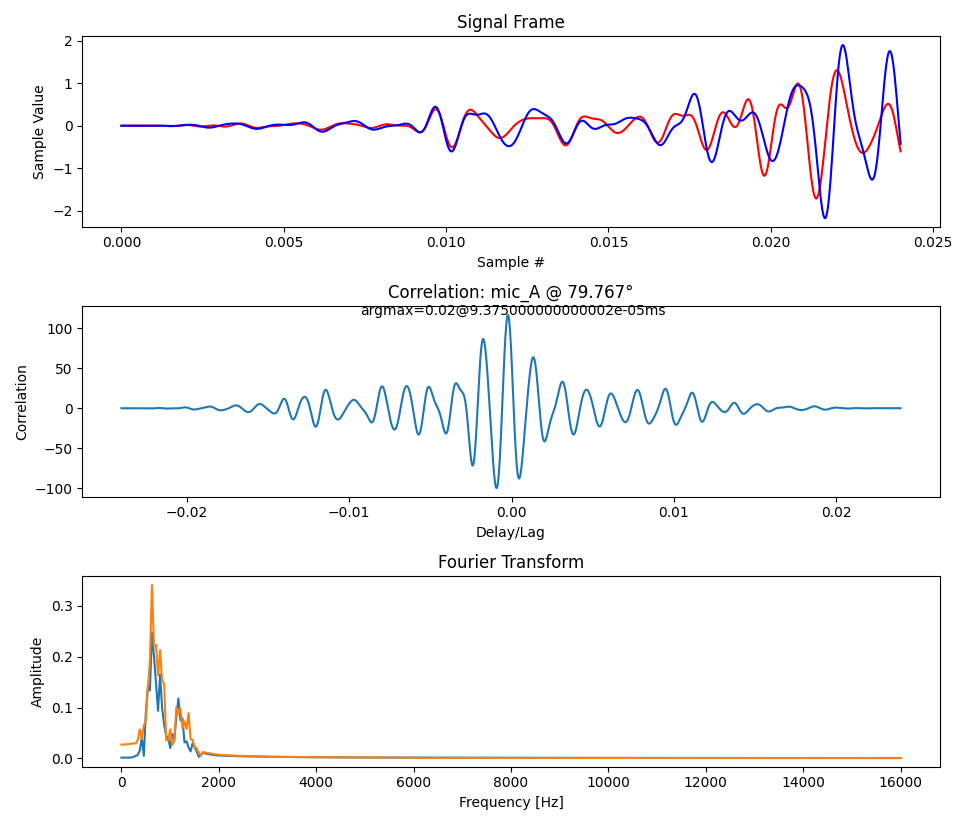 Signal Frame
2
1
0
−1
−2
Sample Value
0.000 0.005 0.010 0.015 0.020 0.025
Sample #
Correlation: mic_A @ 79.767°
argmax=0.02@9.375000000000002e-05ms
100
50
0
−50
−100
Correlation
−0.02 −0.01 0.00 0.01 0.02
Delay/Lag
Fourier Transform
0.3
0.2
0.1
0.0
Amplitude
0 2000 4000 6000 8000 10000 12000 14000 16000
Frequency [Hz]